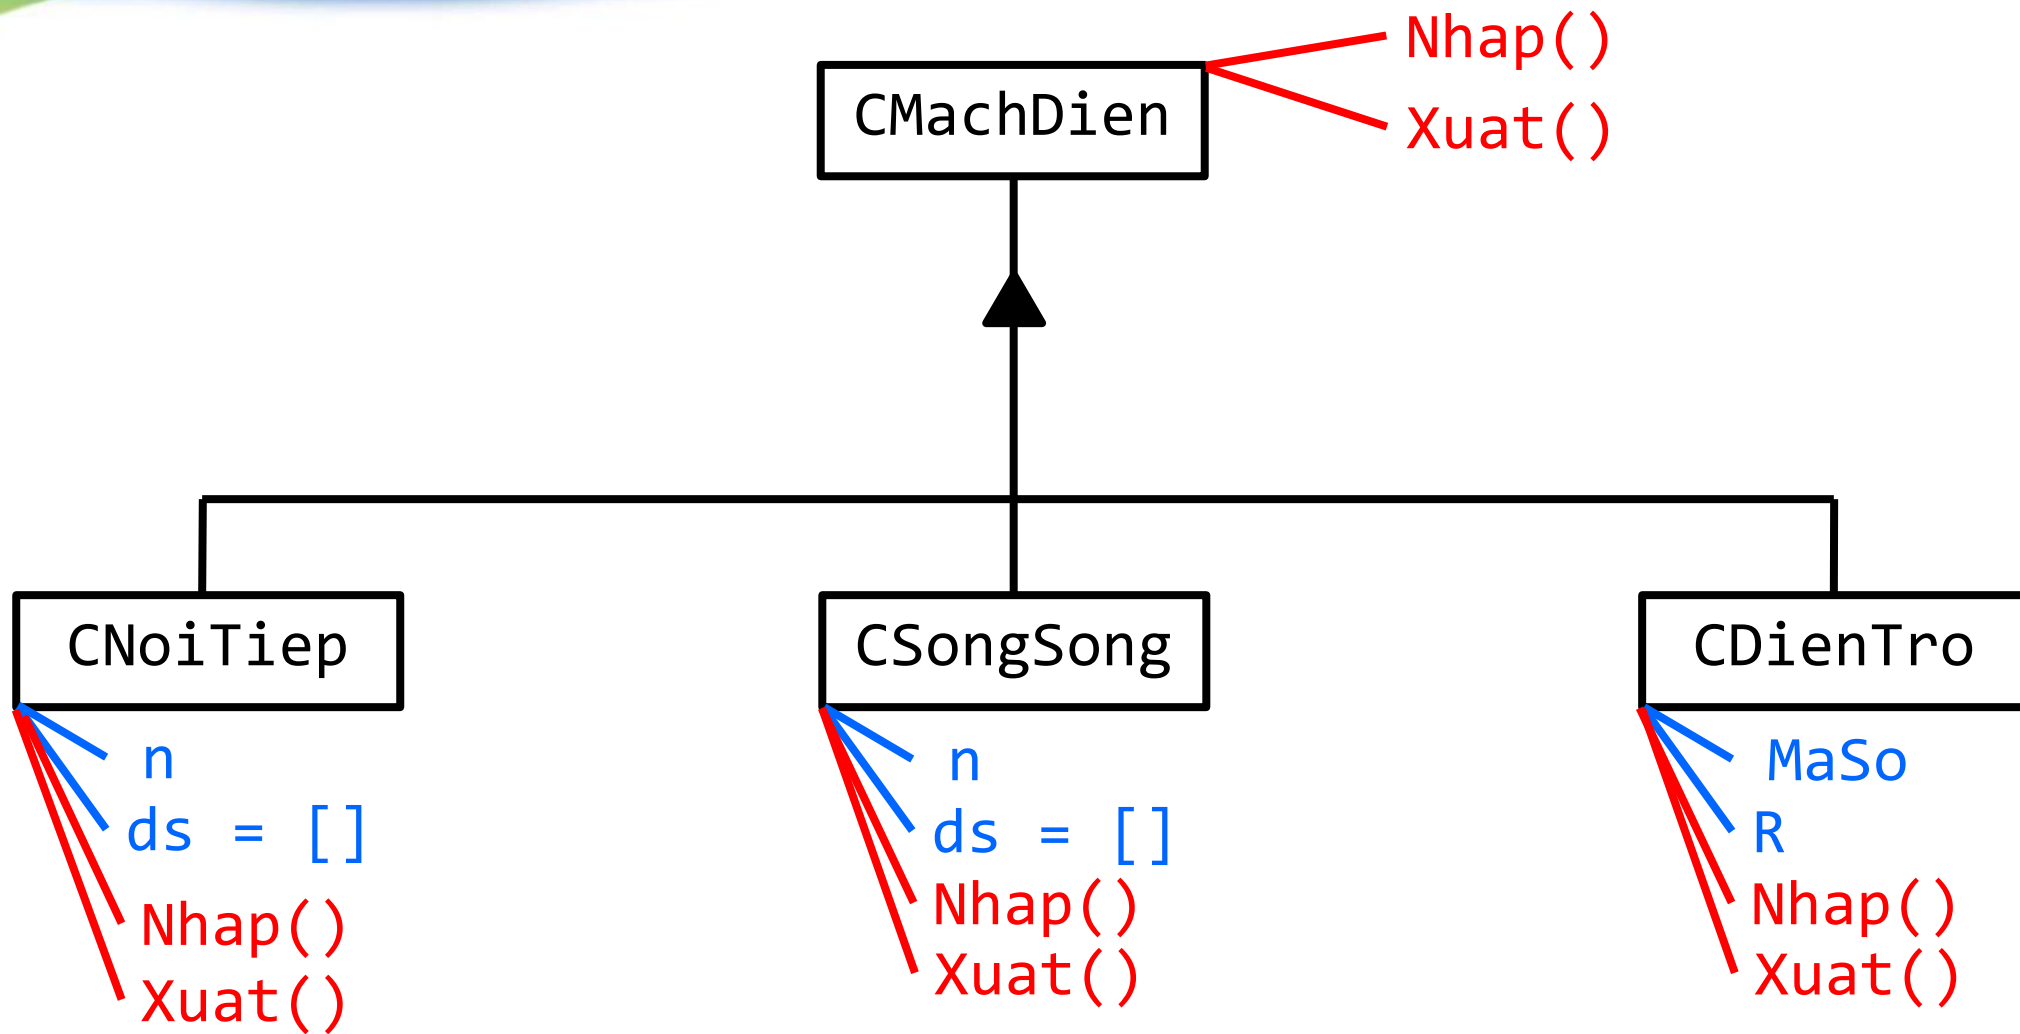 Nhap()
CMachDien
Xuat()
CNoiTiep
n
ds = []
Nhap()
Xuat()
CSongSong
n
ds = []
Nhap()
Xuat()
CDienTro
MaSo
R
Nhap()
Xuat()